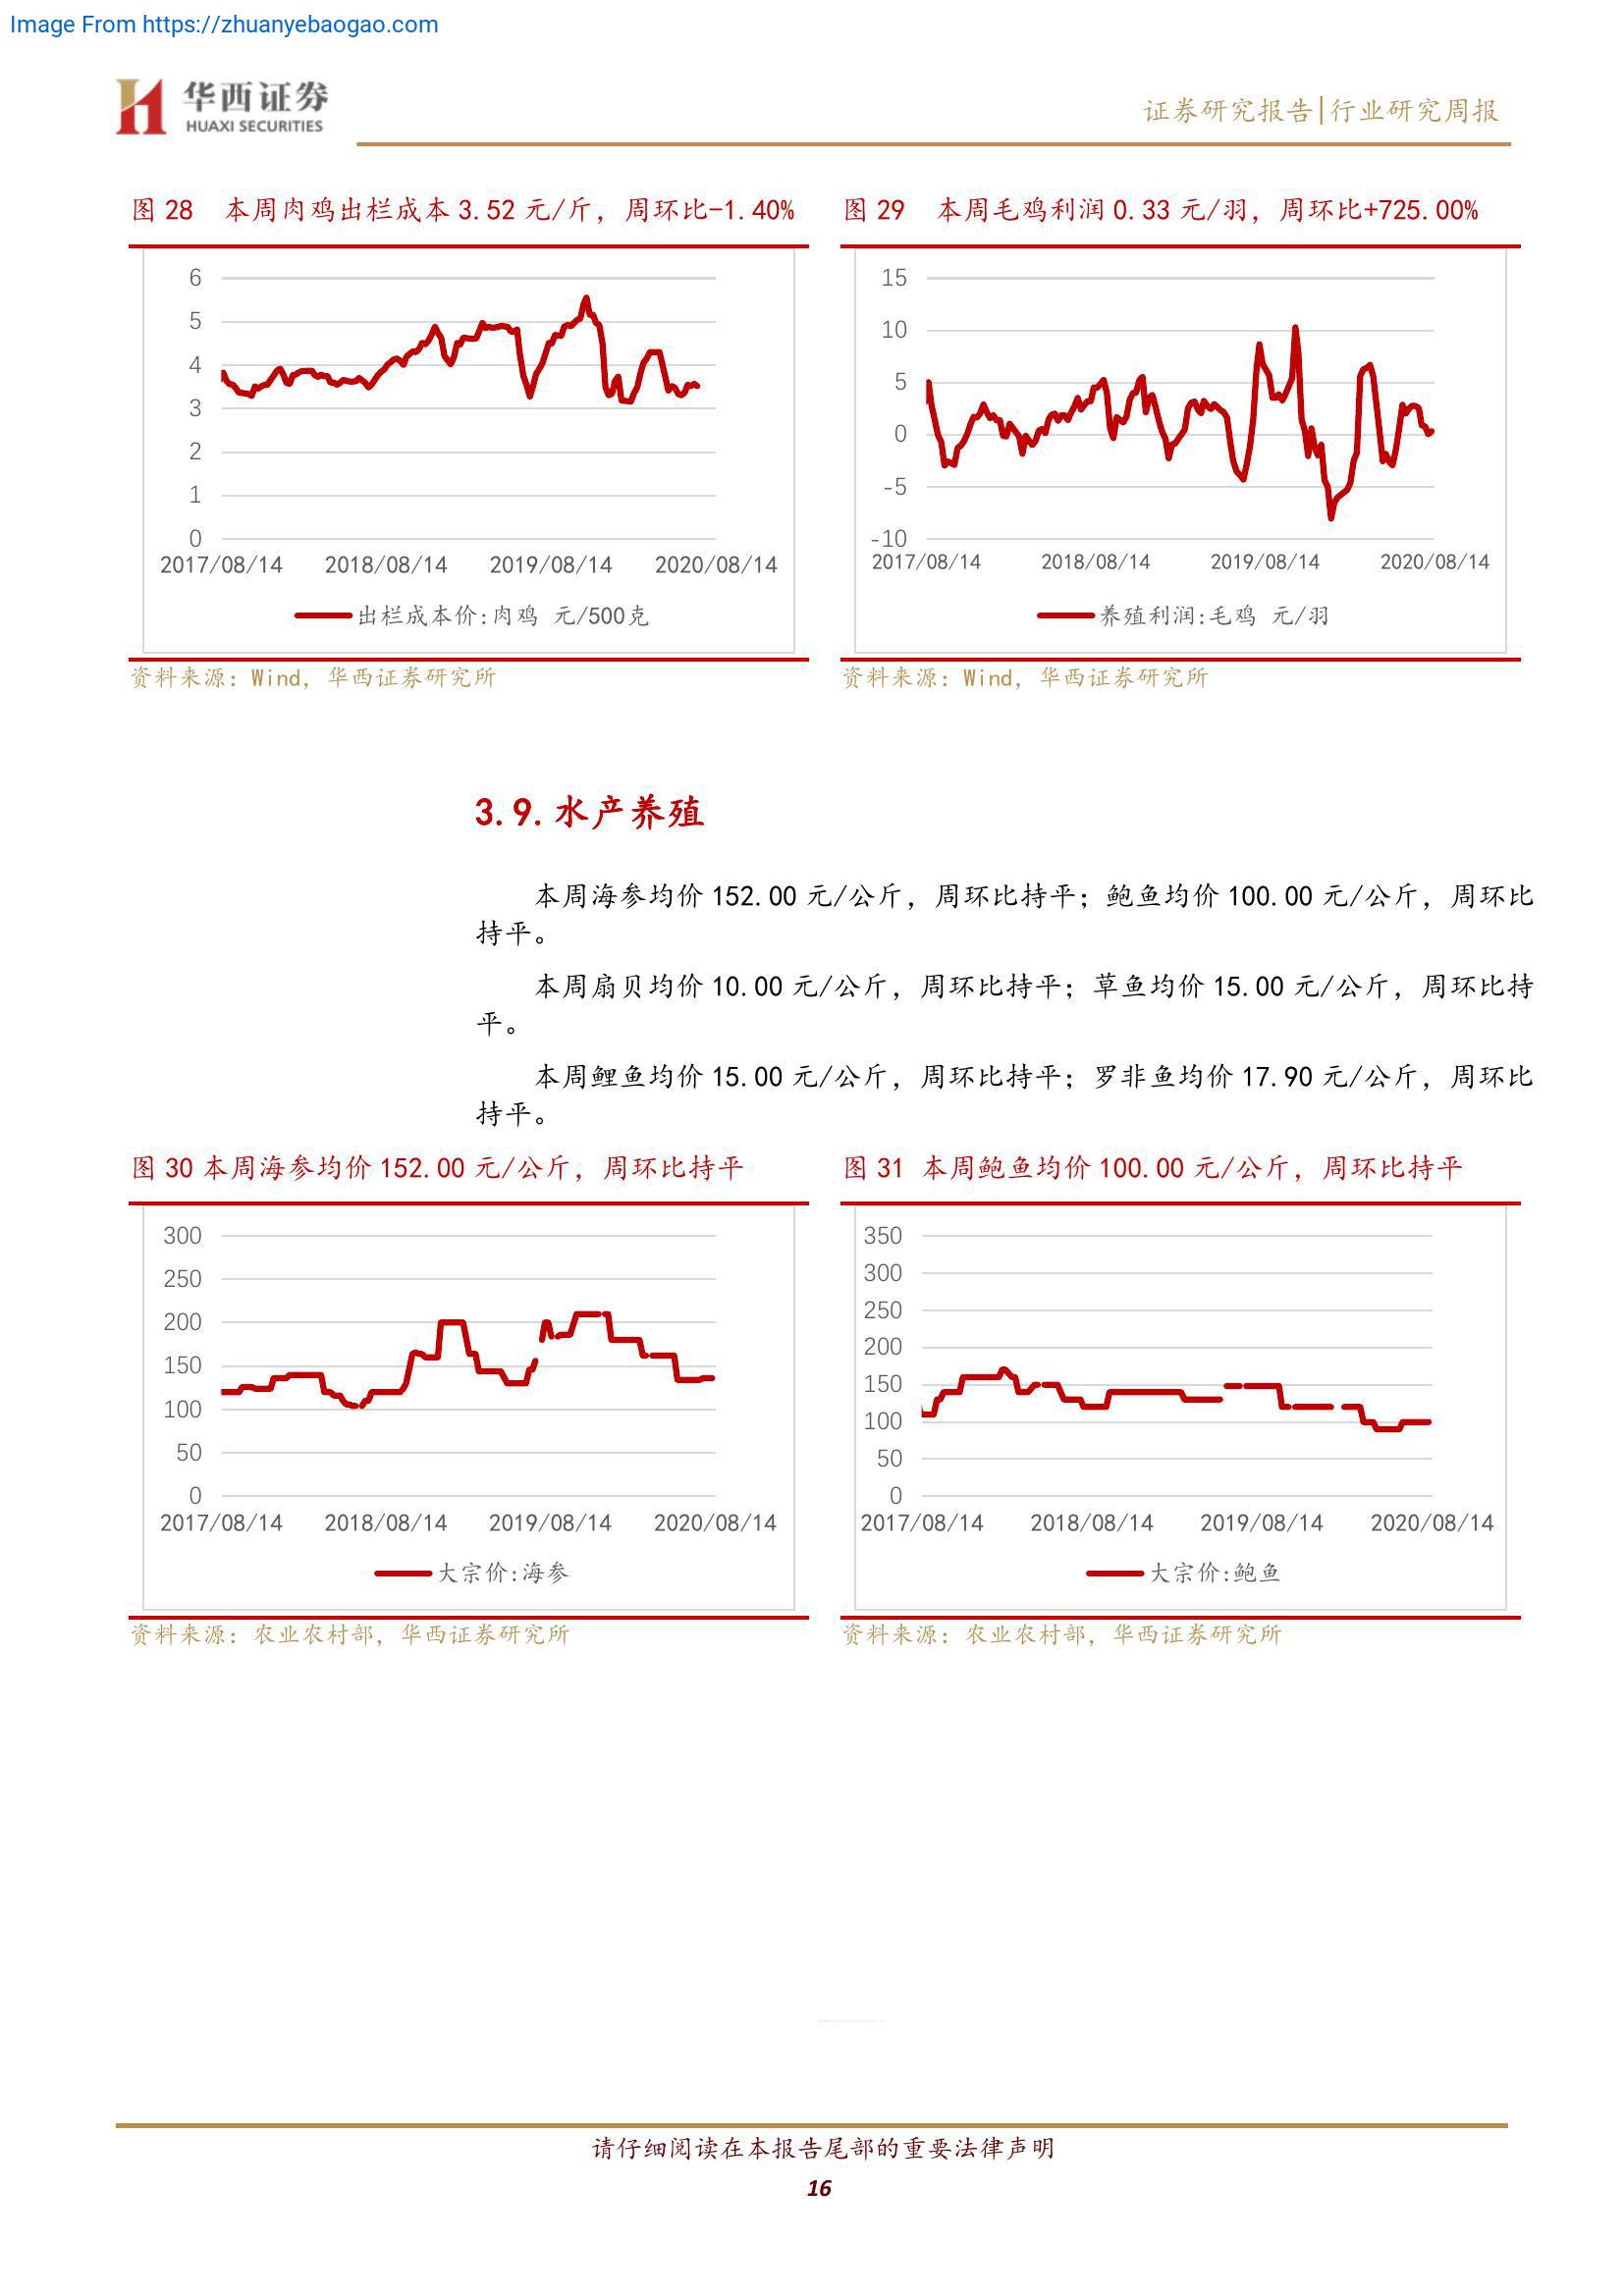 Image From https://zhuanyebaogao.com
华西证券
HUAXI SECURITIES
证券研究报告|行业研究周报
图 28 本周肉鸡出栏成本 3.52 元/斤，周环比-1.40%
6
5
4
3
2
1
0
2017/08/14 2018/08/14 2019/08/14 2020/08/14
出栏成本价:肉鸡 元/500克
资料来源：Wind，华西证券研究所
图 29 本周毛鸡利润 0.33 元/羽，周环比+725.00%
15
10
5
0
-5
-10
2017/08/14 2018/08/14 2019/08/14 2020/08/14
养殖利润:毛鸡 元/羽
资料来源：Wind，华西证券研究所
3.9.水产养殖
本周海参均价 152.00 元/公斤，周环比持平；鲍鱼均价 100.00 元/公斤，周环比
持平。
本周扇贝均价 10.00 元/公斤，周环比持平；草鱼均价 15.00 元/公斤，周环比持
平。
本周鲤鱼均价 15.00 元/公斤，周环比持平；罗非鱼均价 17.90 元/公斤，周环比
持平。
图 30 本周海参均价 152.00 元/公斤，周环比持平
300
250
200
150
100
50
0
2017/08/14 2018/08/14 2019/08/14 2020/08/14
大宗价:海参
资料来源：农业农村部，华西证券研究所
图 31 本周鲍鱼均价 100.00 元/公斤，周环比持平
350
300
250
200
150
100
50
0
2017/08/14 2018/08/14 2019/08/14 2020/08/14
大宗价:鲍鱼
资料来源：农业农村部，华西证券研究所
请仔细阅读在本报告尾部的重要法律声明
16